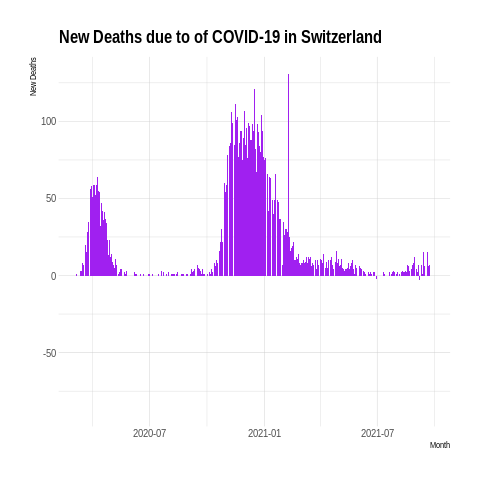 New Deaths due to of COVID-19 in Switzerland
New Deaths
100
50
0
-50
2020-07
2021-01
2021-07
Month